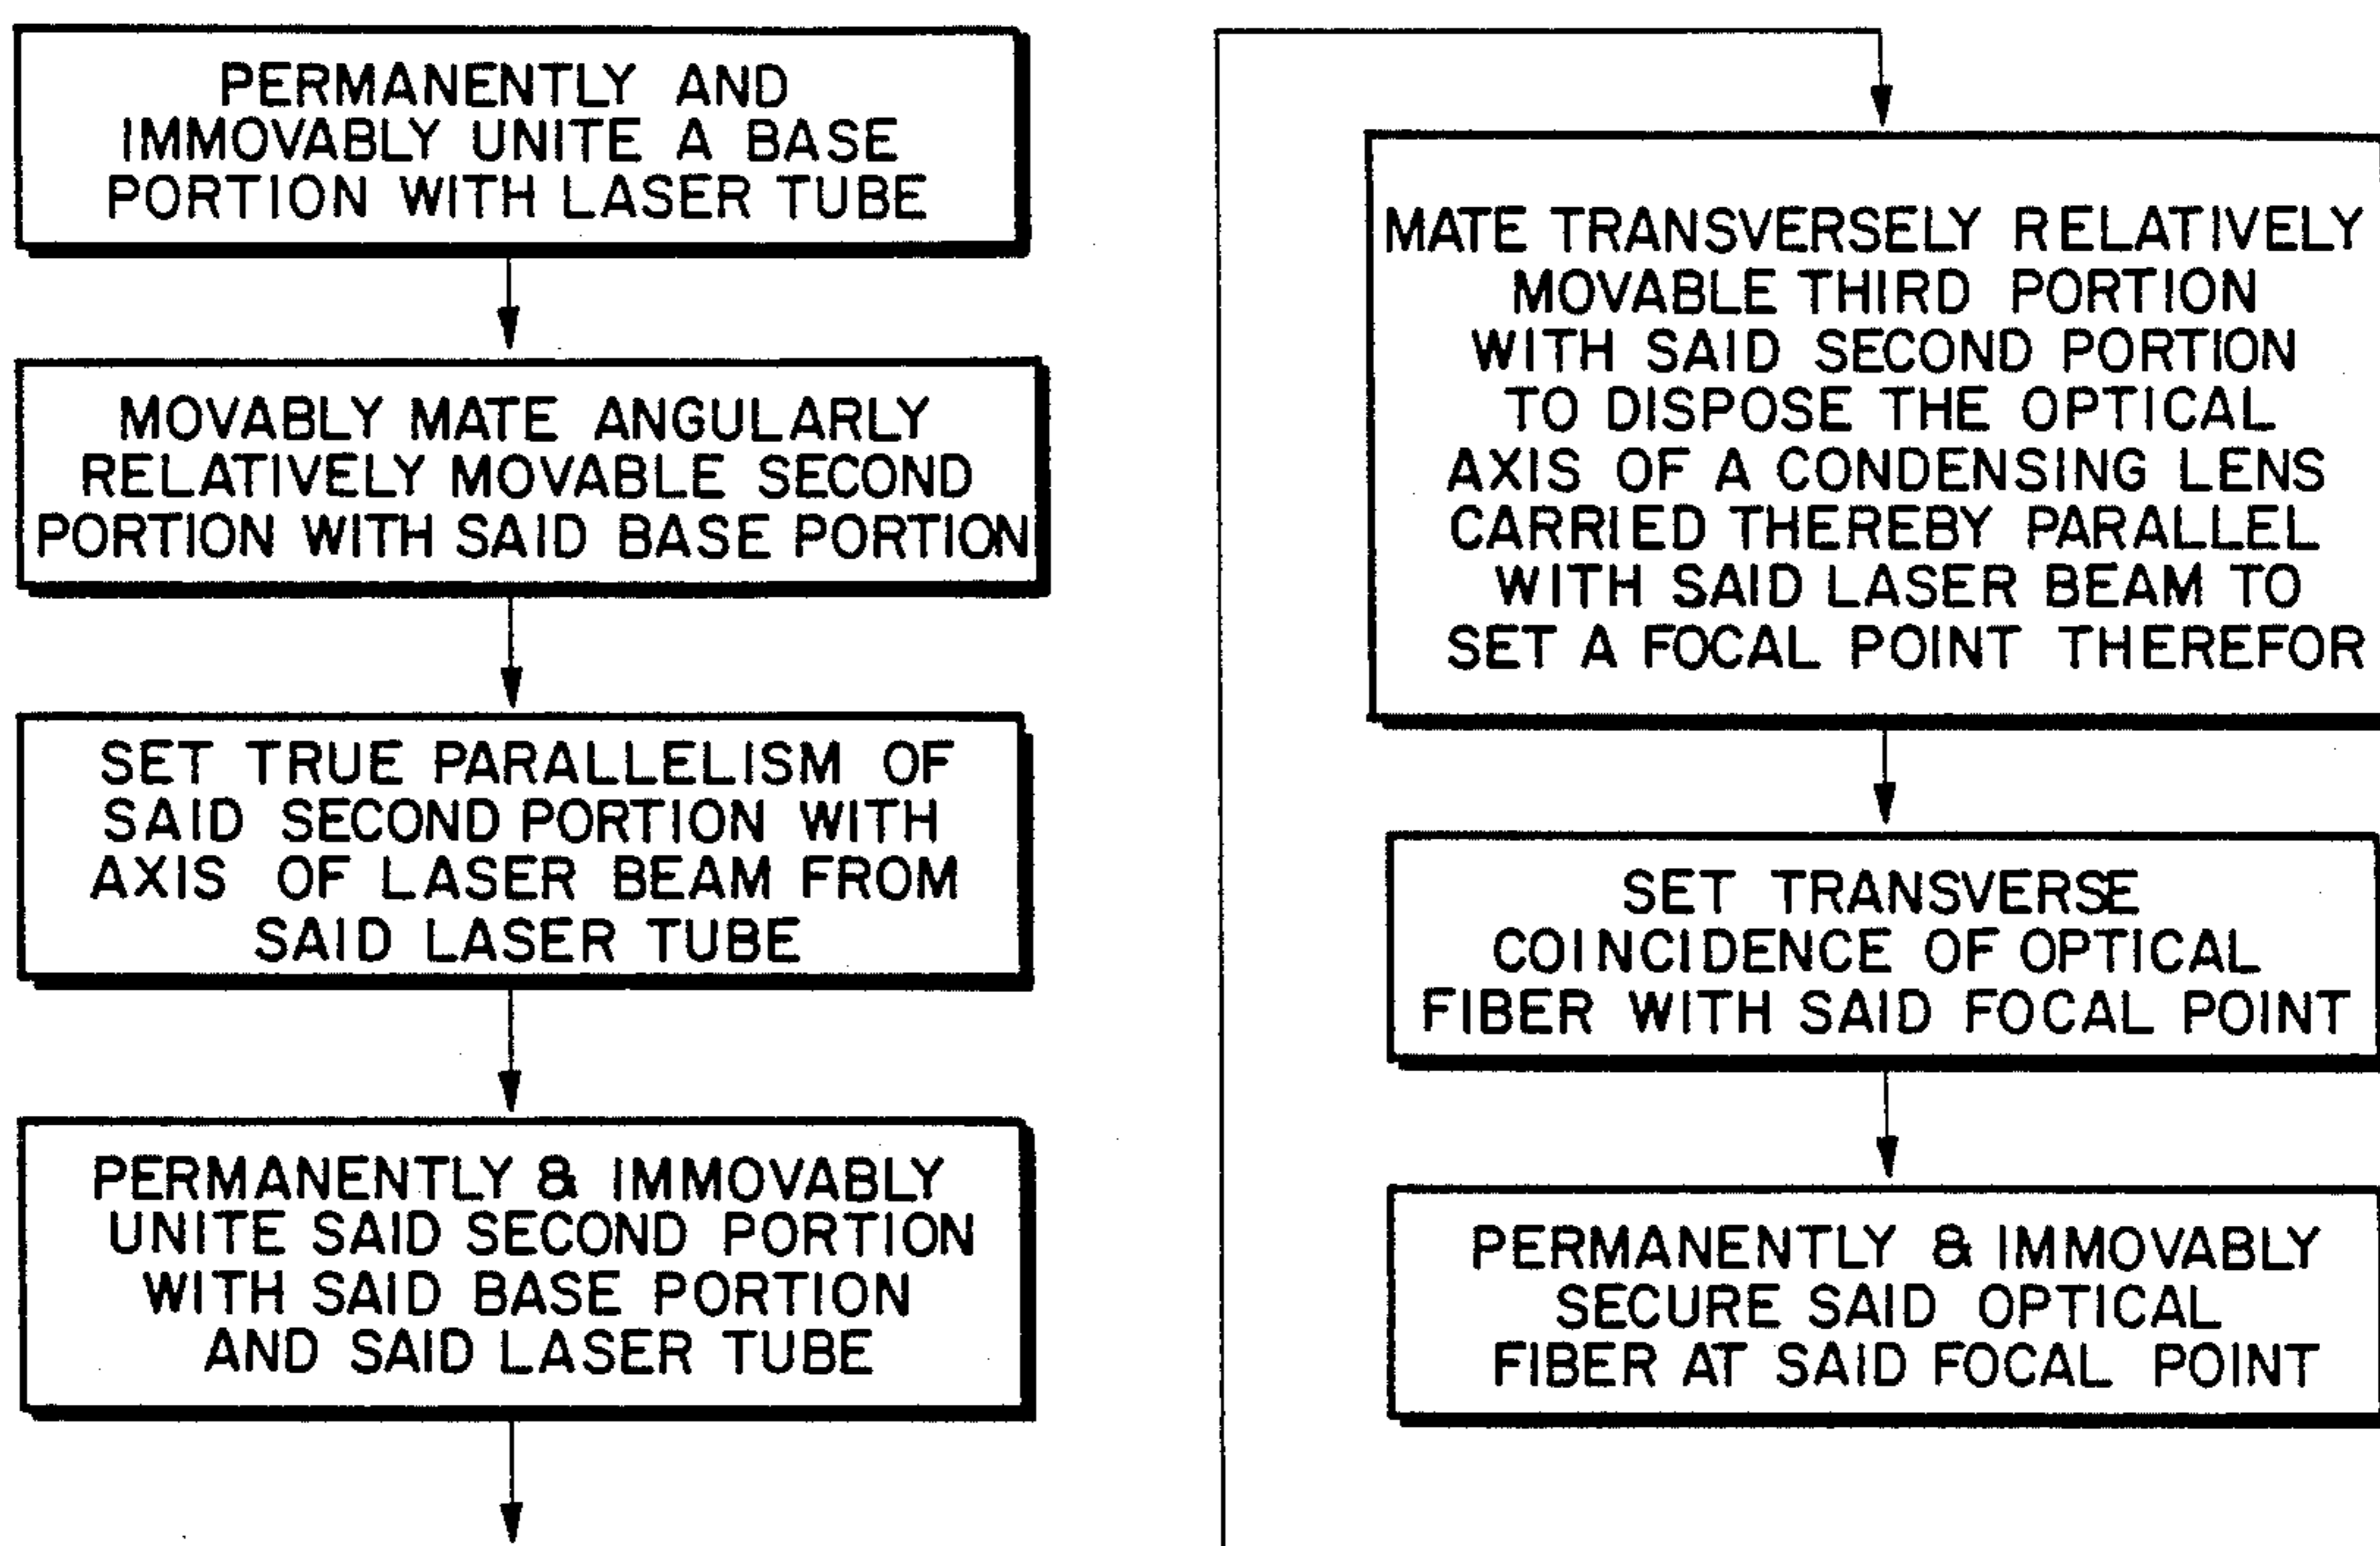 PERMANENTLY AND
IMMOVABLY UNITE A BASE
PORTION WITH LASER TUBE
MOVABLY MATE ANGULARLY
RELATIVELY MOVABLE SECOND
PORTION WITH SAID BASE PORTION
SET TRUE PARALLELISM OF
SAID SECOND PORTION WITH
AXIS OF LASER BEAM FROM
SAID LASER TUBE
PERMANENTLY & IMMOVABLY
UNITE SAID SECOND PORTION
WITH SAID BASE PORTION
AND SAID LASER TUBE
MATE TRANSVERSELY RELATIVELY
MOVABLE THIRD PORTION
WITH SAID SECOND PORTION
TO DISPOSE THE OPTICAL
AXIS OF A CONDENSING LENS
CARRIED THEREBY PARALLEL
WITH SAID LASER BEAM TO
SET A FOCAL POINT THEREFOR
SET TRANSVERSE
COINCIDENCE OF OPTICAL
FIBER WITH SAID FOCAL POINT
PERMANENTLY & IMMOVABLY
SECURE SAID OPTICAL
FIBER AT SAID FOCAL POINT